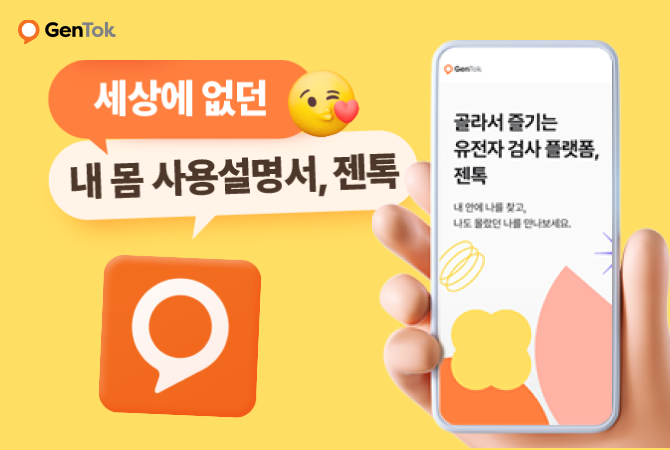 GenTok
세상에 없던
내 몸 사용설명서, 젠톡
GenTok
골라서 즐기는
유전자 검사 플랫폼,
젠톡
내 안에 나를 찾고,
나도 몰랐던 나를 만나보세요.